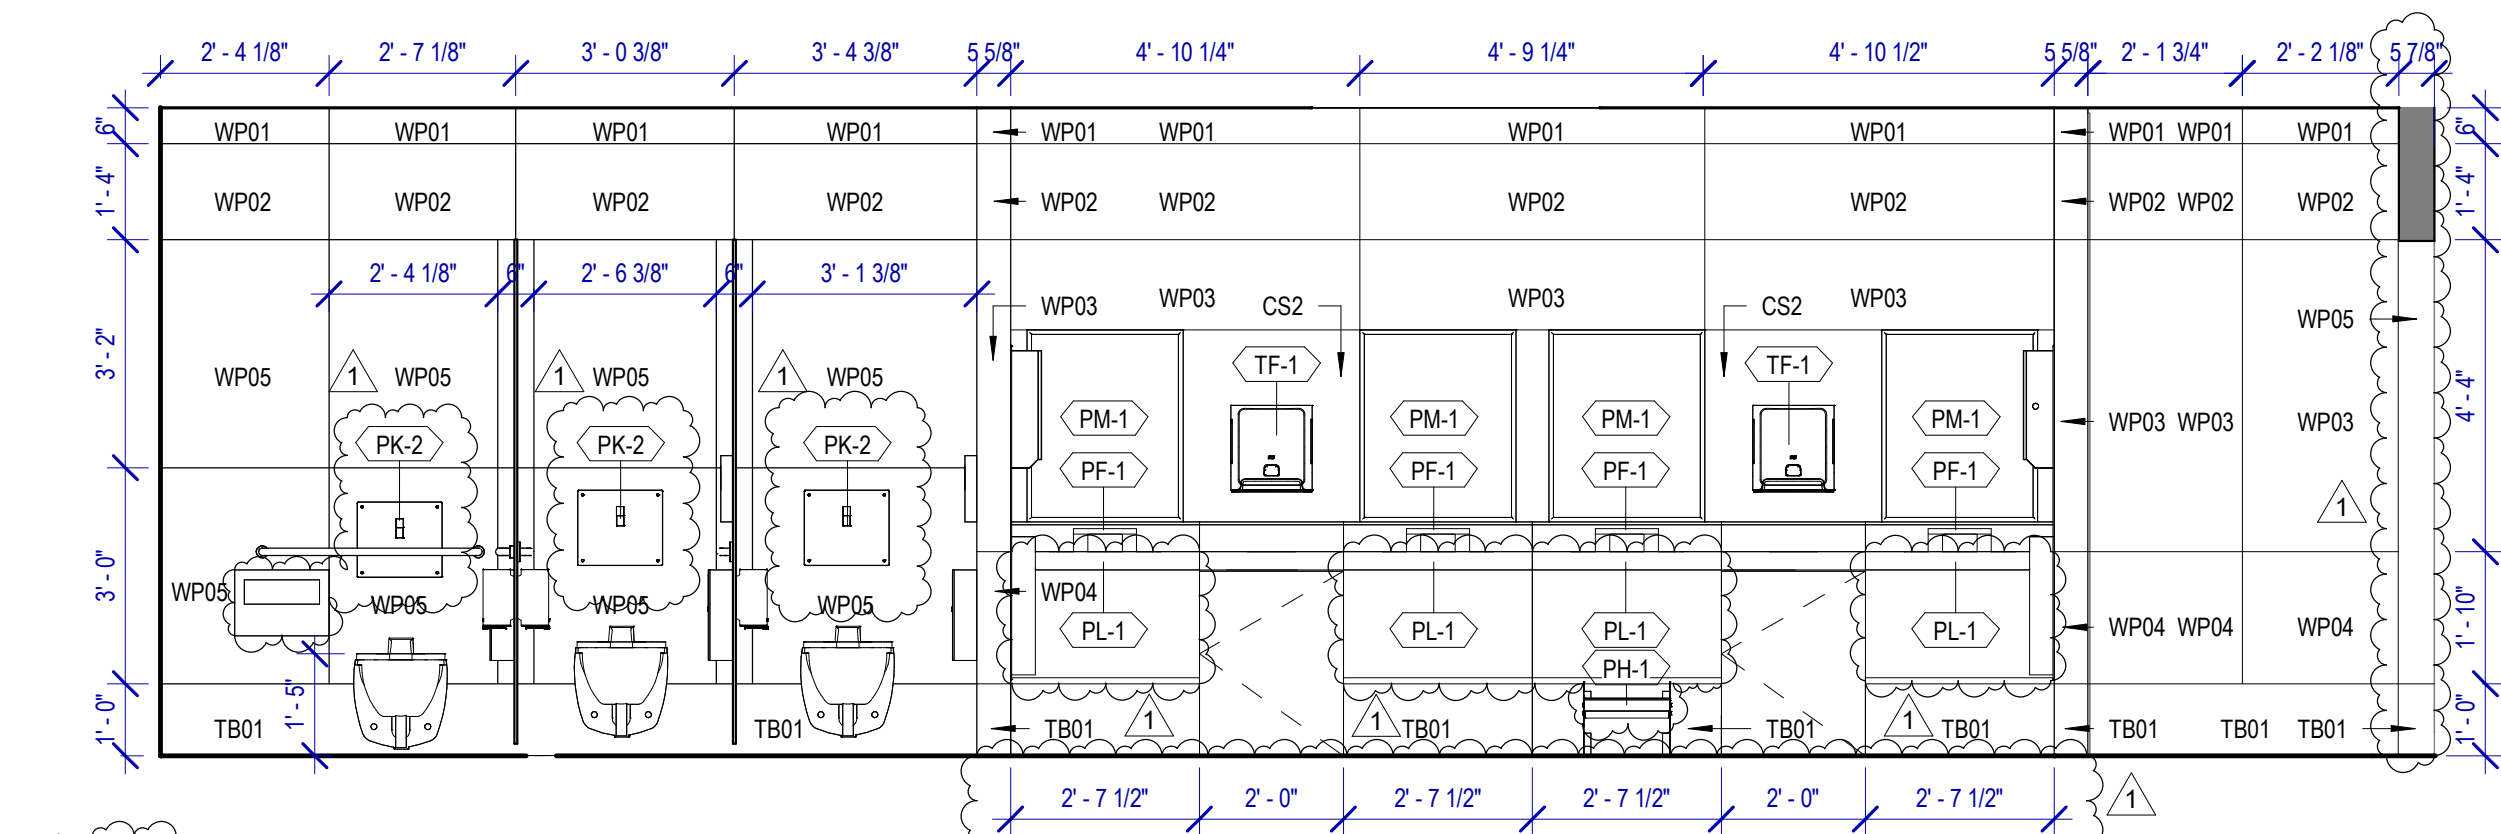 2' - 4 1/8" 2' - 7 1/8" 3' - 0 3/8" 3' - 4 3/8" 5 5/8" 4' - 10 1/4" 4' - 9 1/4" 4' - 10 1/2" 5 5/8" 2' - 1 3/4" 2' - 2 1/8" 5 7/8"
6" WP01 WP01 WP01 WP01 WP01 WP01 WP01 WP01 WP01 WP01 WP01 6"
1' - 4" WP02 WP02 WP02 WP02 WP02 WP02 WP02 WP02 WP02 WP02 WP02 1' - 4"
2' - 4 1/8" 6" 2' - 6 3/8" 6" 3' - 1 3/8"
WP03 WP03 CS2 WP03 CS2 WP03
WP05
3' - 2" WP05 1 WP05 1 WP05 1 WP05 TF-1 TF-1
4' - 4"
PM-1 PM-1 PM-1 PM-1 WP03 WP03 WP03
PK-2 PK-2 PK-2
PF-1 PF-1 PF-1 PF-1
1
3' - 0" WP05 WP05 WP05 WP05 WP04
PL-1 PL-1 PL-1 PL-1 WP04 WP04 WP04 1' - 10"
PH-1
1' - 0" TB01 1' - 5" TB01 TB01 1 1 TB01 TB01 1 TB01 TB01 TB01 TB01 1' - 0"
2' - 7 1/2" 2' - 0" 2' - 7 1/2" 2' - 7 1/2" 2' - 0" 2' - 7 1/2" 1